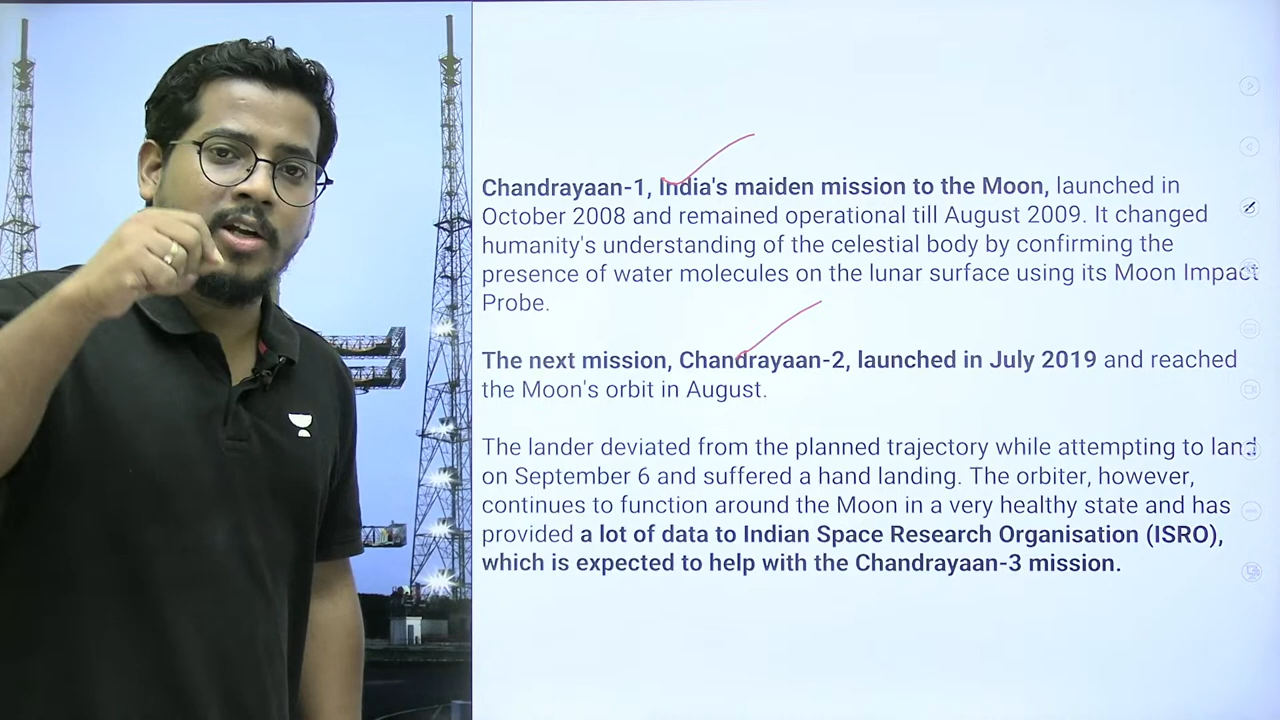 Chandrayaan-1, India's maiden mission to the Moon, launched in
October 2008 and remained operational till August 2009. It changed
humanity's understanding of the celestial body by confirming the
presence of water molecules on the lunar surface using its Moon Impact
Probe.
The next mission, Chandrayaan-2, launched in July 2019 and reached
the Moon's orbit in August.
The lander deviated from the planned trajectory while attempting to land
on September 6 and suffered a hand landing. The orbiter, however,
continues to function around the Moon in a very healthy state and has
provided a lot of data to Indian Space Research Organisation (ISRO),
which is expected to help with the Chandrayaan-3 mission.